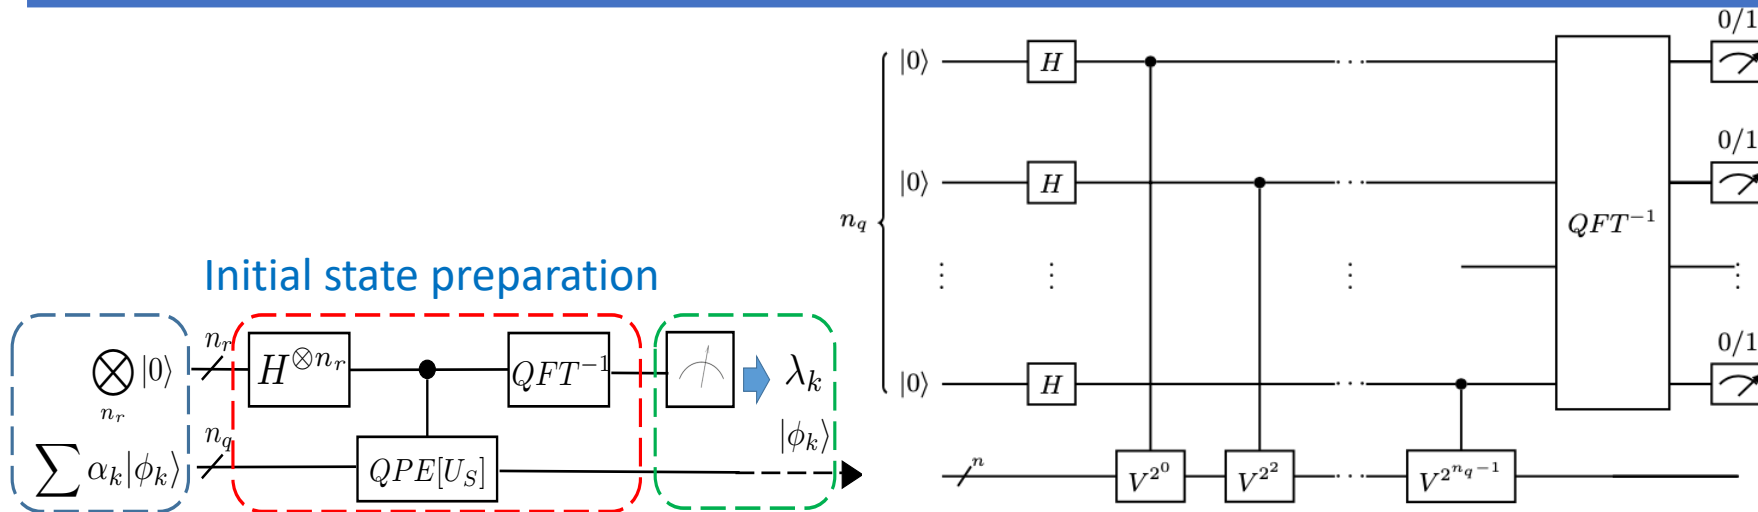 Initial state preparation
⨂ |0⟩
n_r
n_r
H^{⊗n_r}
QFT^{-1}
λ_k
|ϕ_k⟩
∑ α_k|ϕ_k⟩
n_q
QPE[U_S]
0/1
|0⟩ H ···
0/1
|0⟩ H ···
n_q
QFT^{-1}
⋮ ⋮ ⋮ ⋮
0/1
|0⟩ H ···
n
V^{2^0} V^{2^2} ··· V^{2^{n_q-1}}